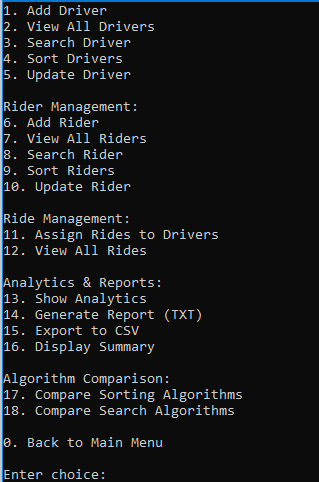 1. Add Driver
2. View All Drivers
3. Search Driver
4. Sort Drivers
5. Update Driver
Rider Management:
6. Add Rider
7. View All Riders
8. Search Rider
9. Sort Riders
10. Update Rider
Ride Management:
11. Assign Rides to Drivers
12. View All Rides
Analytics & Reports:
13. Show Analytics
14. Generate Report (TXT)
15. Export to CSV
16. Display Summary
Algorithm Comparison:
17. Compare Sorting Algorithms
18. Compare Search Algorithms
0. Back to Main Menu
Enter choice: